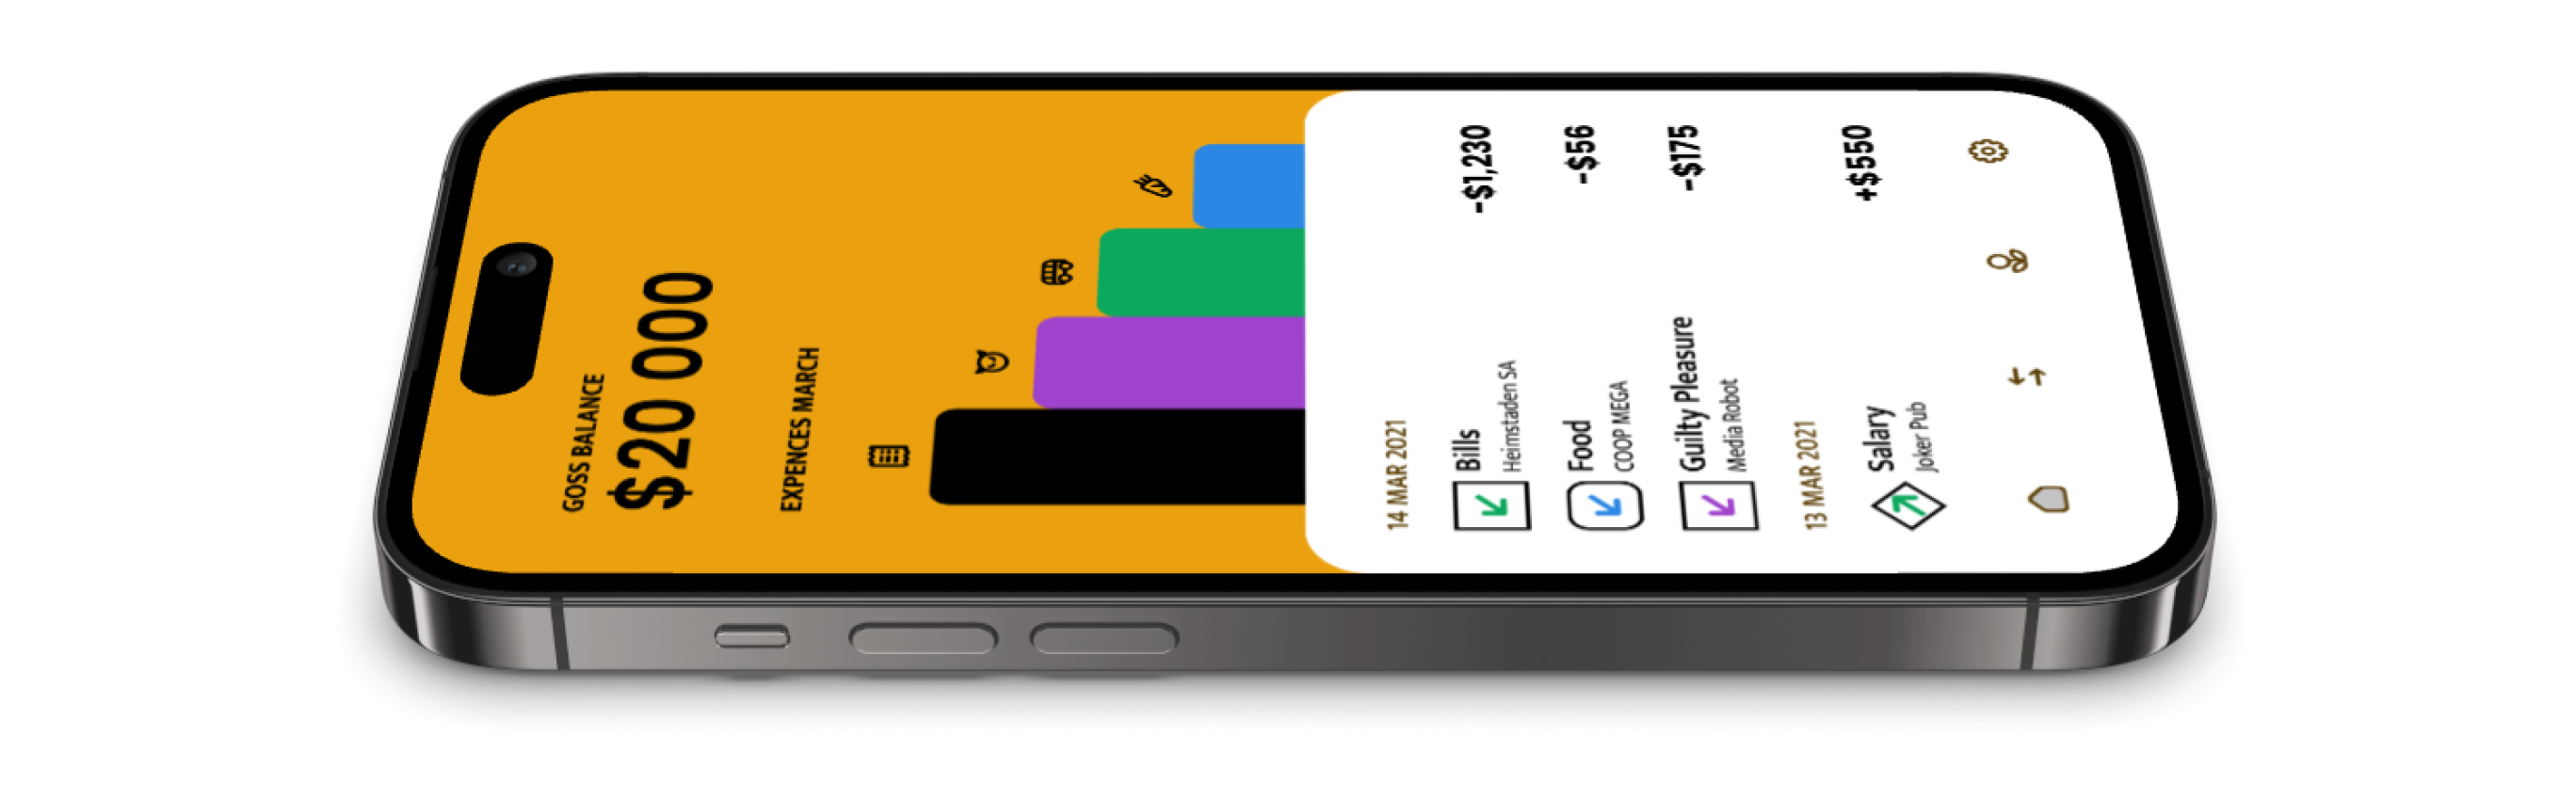 GOSS BALANCE
$20 000
EXPENCES MARCH
14 MAR 2021
Bills
-$1,230
Heimstaden SA
Food
-$56
COOP MEGA
Guilty Pleasure
-$175
Media Robot
13 MAR 2021
Salary
+$550
Joker Pub